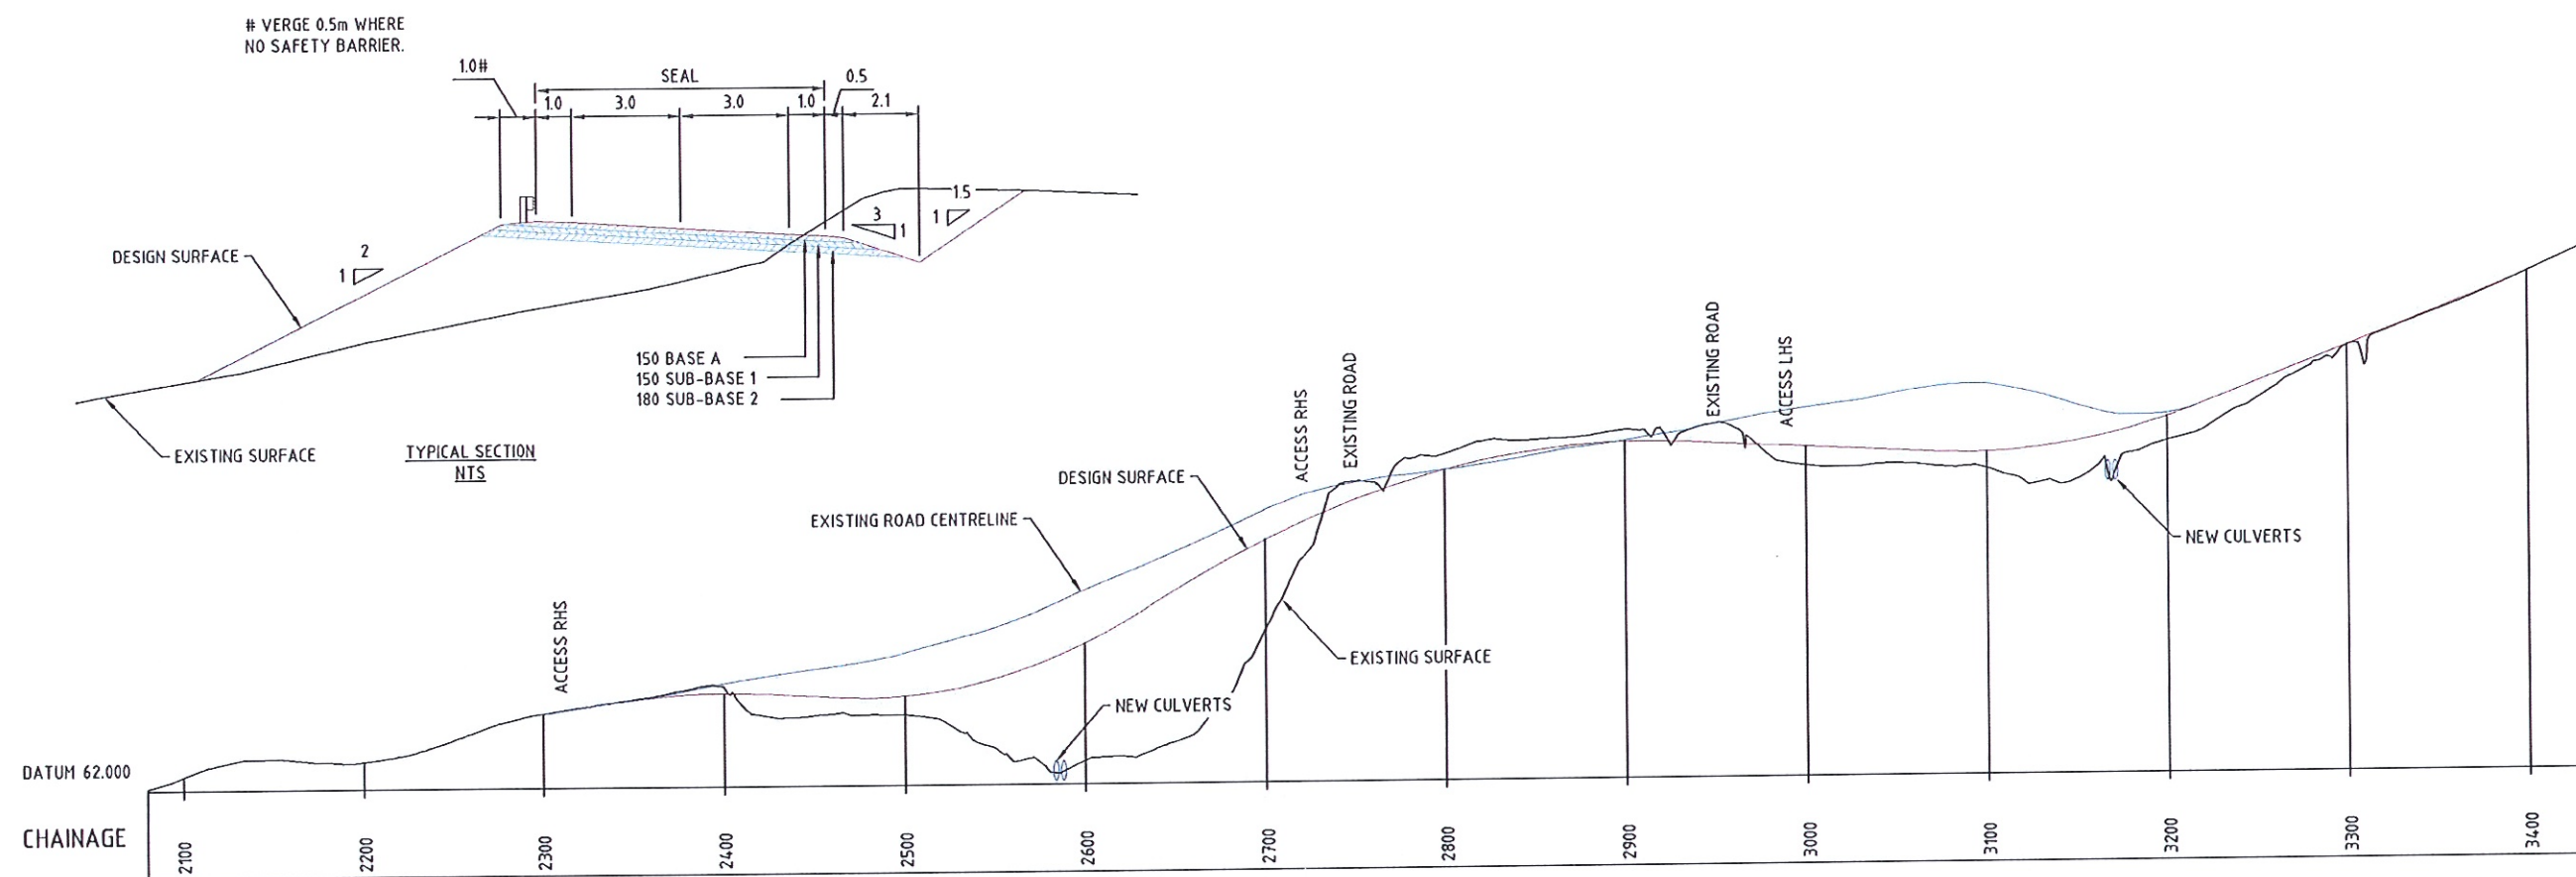 # VERGE 0.5m WHERE
NO SAFETY BARRIER.
1.0#
SEAL
0.5
1.0
3.0
3.0
1.0
2.1
DESIGN SURFACE
2
1
3
1
1.5
1
150 BASE A
150 SUB-BASE 1
180 SUB-BASE 2
EXISTING SURFACE
TYPICAL SECTION
NTS
ACCESS RHS
EXISTING ROAD CENTRELINE
DESIGN SURFACE
ACCESS RHS
EXISTING ROAD
EXISTING ROAD
ACCESS LHS
NEW CULVERTS
EXISTING SURFACE
NEW CULVERTS
DATUM 62.000
CHAINAGE
2100
2200
2300
2400
2500
2600
2700
2800
2900
3000
3100
3200
3300
3400